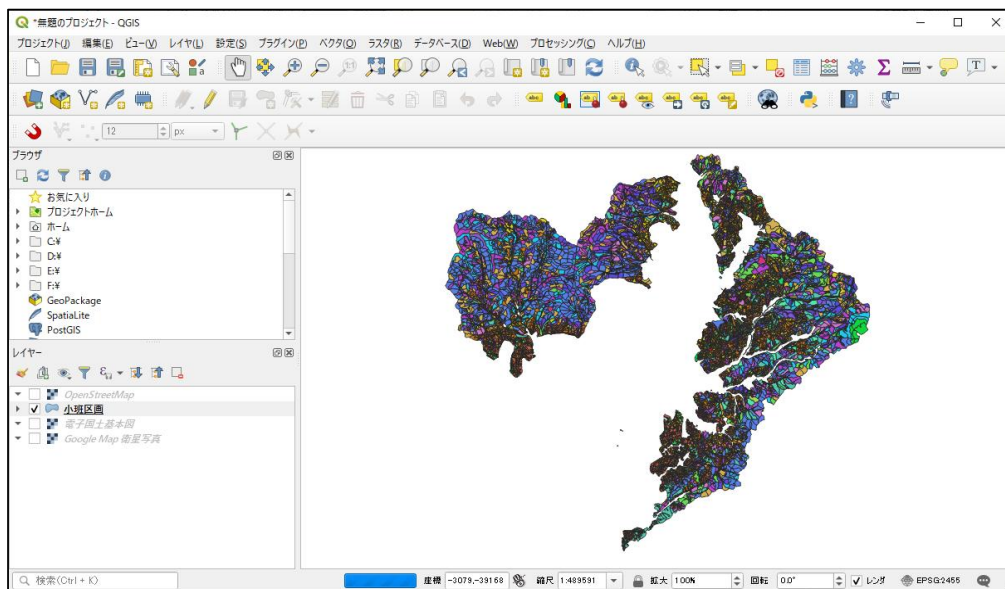 *無題のプロジェクト - QGIS
プロジェクト(J) 編集(E) ビュー(V) レイヤ(L) 設定(S) プラグイン(P) ベクタ(O) ラスタ(R) データベース(D) Web(W) プロセッシング(C) ヘルプ(H)
12 px
ブラウザ
お気に入り
プロジェクトホーム
ホーム
C:¥
D:¥
E:¥
F:¥
GeoPackage
SpatiaLite
PostGIS
レイヤー
OpenStreetMap
小班区画
電子国土基本図
Google Map 衛星写真
検索(Ctrl + K) 座標 -3079,-39168 縮尺 1:489591 拡大 100% 回転 0.0° レンダ EPSG:2455